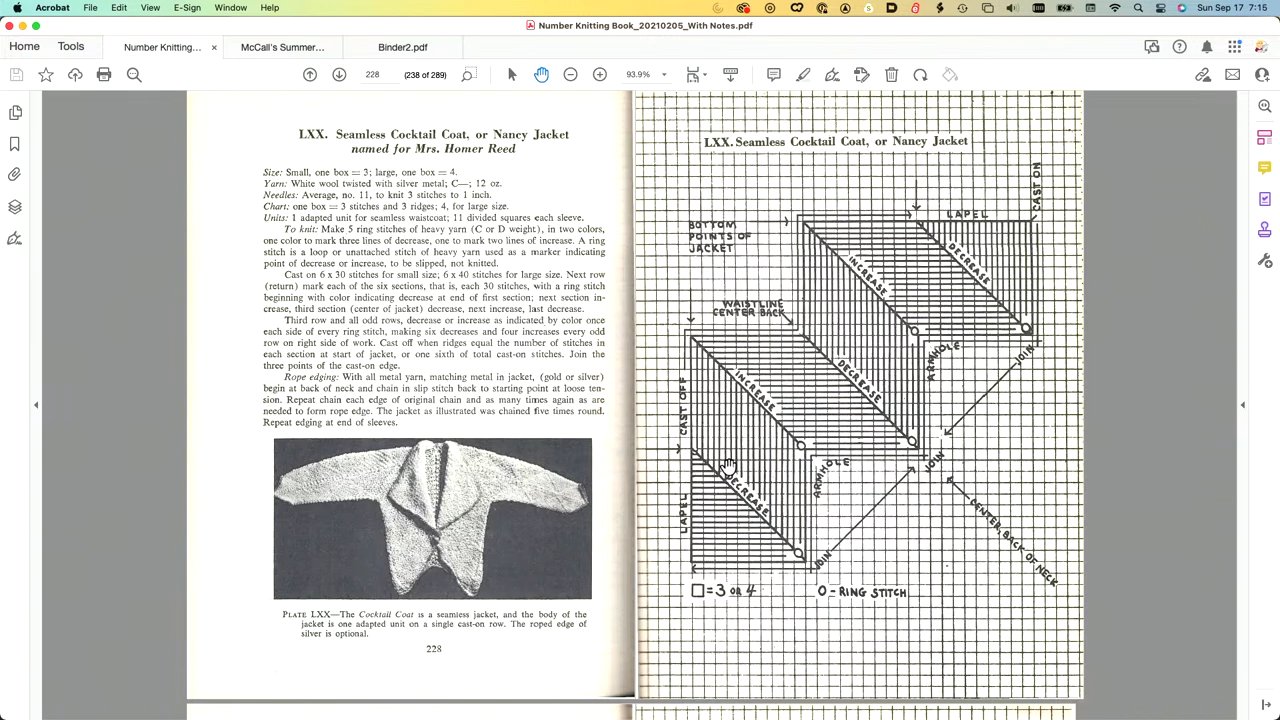 Acrobat File Edit View E-Sign Window Help
Sun Sep 17 7:15
Number Knitting Book_20210205_With Notes.pdf
Home Tools Number Knitting... × McCall's Summer... Binder2.pdf
228 (238 of 289) 93.9%
LXX. Seamless Cocktail Coat, or Nancy Jacket
named for Mrs. Homer Reed
Size: Small, one box = 3; large, one box = 4.
Yarn: White wool twisted with silver metal; C—; 12 oz.
Needles: Average, no. 11, to knit 3 stitches to 1 inch.
Chart: one box = 3 stitches and 3 ridges; 4, for large size.
Units: 1 adapted unit for seamless waistcoat; 11 divided squares each sleeve.
To knit: Make 5 ring stitches of heavy yarn (C or D weight), in two colors,
one color to mark three lines of decrease, one to mark two lines of increase. A ring
stitch is a loop or unattached stitch of heavy yarn used as a marker indicating
point of decrease or increase, to be slipped, not knitted.
Cast on 6 x 30 stitches for small size; 6 x 40 stitches for large size. Next row
(return) mark each of the six sections, that is, each 30 stitches, with a ring stitch
beginning with color indicating decrease at end of first section; next section in-
crease, third section (center of jacket) decrease, next increase, last decrease.
Third row and all odd rows, decrease or increase as indicated by color once
each side of every ring stitch, making six decreases and four increases every odd
row on right side of work. Cast off when ridges equal the number of stitches in
each section at start of jacket, or one sixth of total cast-on stitches. Join the
three points of the cast-on edge.
Rope edging: With all metal yarn, matching metal in jacket, (gold or silver)
begin at back of neck and chain in slip stitch back to starting point at loose ten-
sion. Repeat chain each edge of original chain and as many times again as are
needed to form rope edge. The jacket as illustrated was chained five times round.
Repeat edging at end of sleeves.
PLATE LXX—The Cocktail Coat is a seamless jacket, and the body of the
jacket is one adapted unit on a single cast-on row. The roped edge of
silver is optional.
228
LXX. Seamless Cocktail Coat, or Nancy Jacket
CAST ON
LAPEL
BOTTOM
POINTS OF
JACKET
DECREASE
INCREASE
WAISTLINE
CENTER BACK
ARMHOLE
JOIN
INCREASE
DECREASE
CAST OFF
ARMHOLE
JOIN
DECREASE
LAPEL
CENTER, BACK OF NECK
JOIN
□ = 3 OR 4
O - RING STITCH